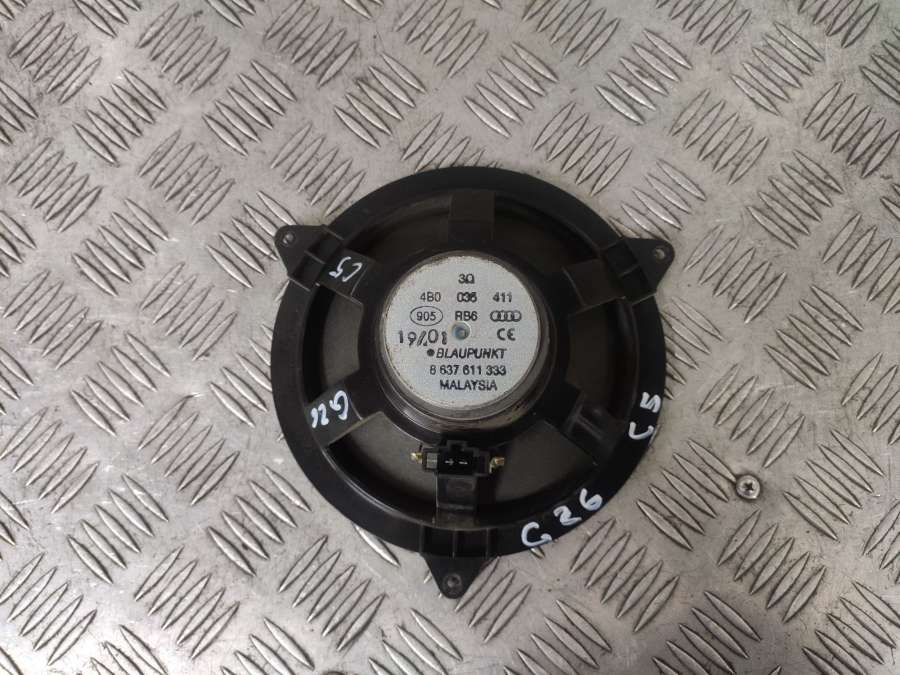 3Ω
4B0 035 411
905 RB6
19/01 CE
BLAUPUNKT
8 637 611 333
MALAYSIA
C5
G26
C5
G26
+ -